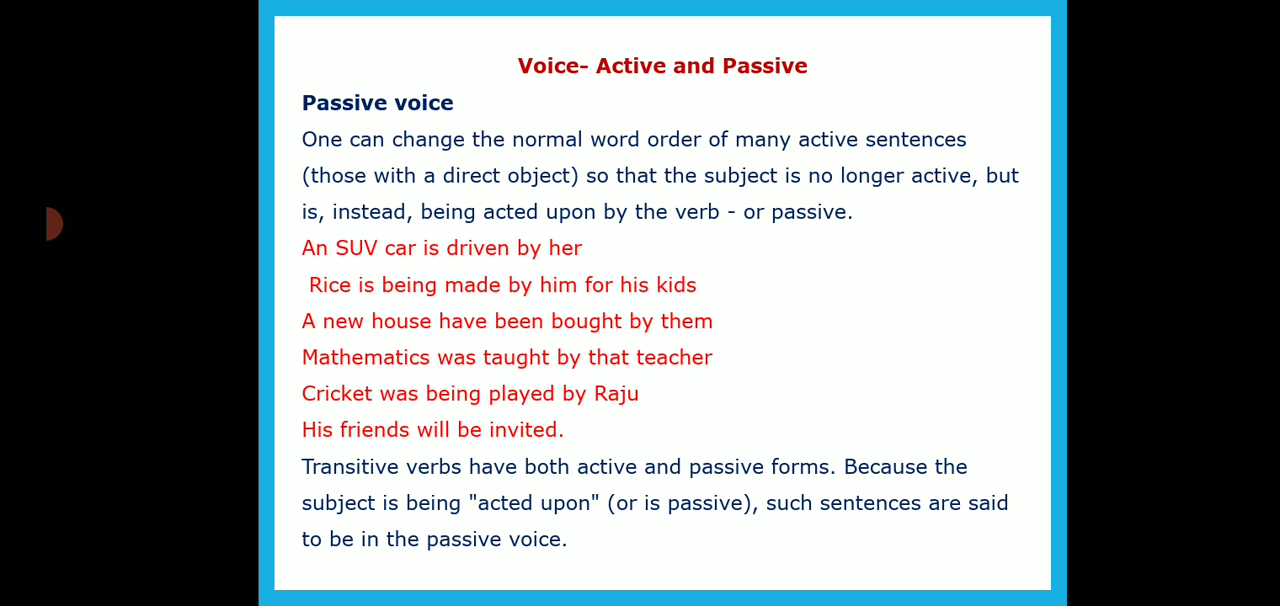 Voice– Active and Passive
Passive voice
One can change the normal word order of many active sentences
(those with a direct object) so that the subject is no longer active, but
is, instead, being acted upon by the verb - or passive.
An SUV car is driven by her
Rice is being made by him for his kids
A new house have been bought by them
Mathematics was taught by that teacher
Cricket was being played by Raju
His friends will be invited.
Transitive verbs have both active and passive forms. Because the
subject is being "acted upon" (or is passive), such sentences are said
to be in the passive voice.